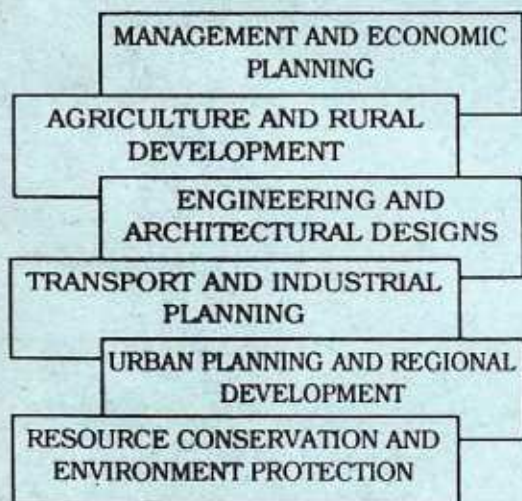 MANAGEMENT AND ECONOMIC
PLANNING
AGRICULTURE AND RURAL
DEVELOPMENT
ENGINEERING AND
ARCHITECTURAL DESIGNS
TRANSPORT AND INDUSTRIAL
PLANNING
URBAN PLANNING AND REGIONAL
DEVELOPMENT
RESOURCE CONSERVATION AND
ENVIRONMENT PROTECTION